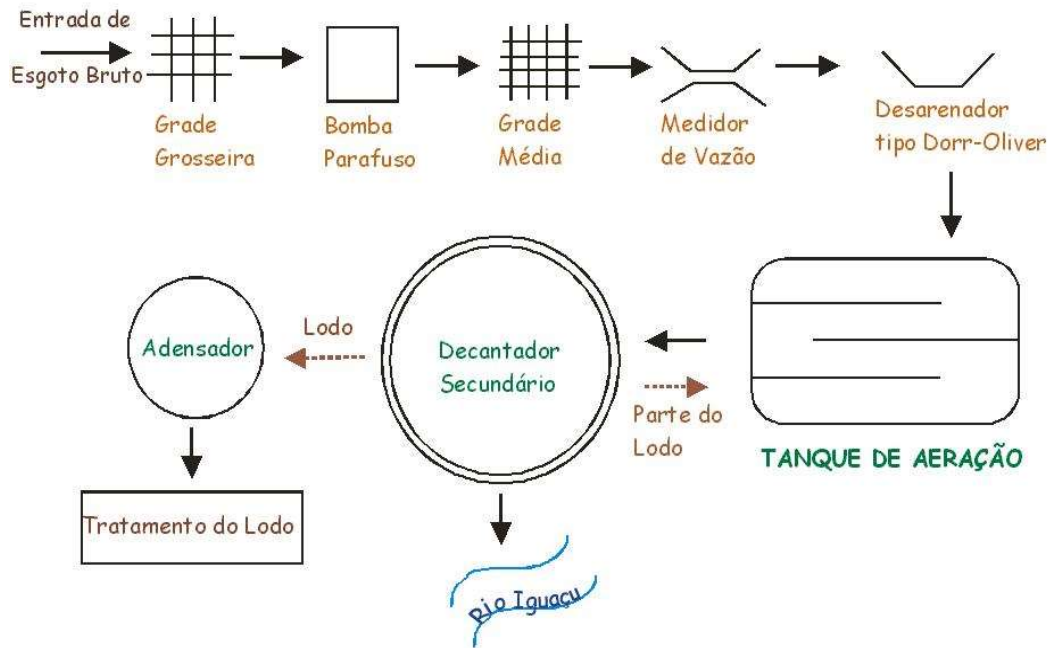 Entrada de
Esgoto Bruto
Grade
Grosseira
Bomba
Parafuso
Grade
Média
Medidor
de Vazão
Desarenador
tipo Dorr-Oliver
Adensador
Lodo
Decantador
Secundário
Parte do
Lodo
TANQUE DE AERAÇÃO
Tratamento do Lodo
Rio Iguaçu